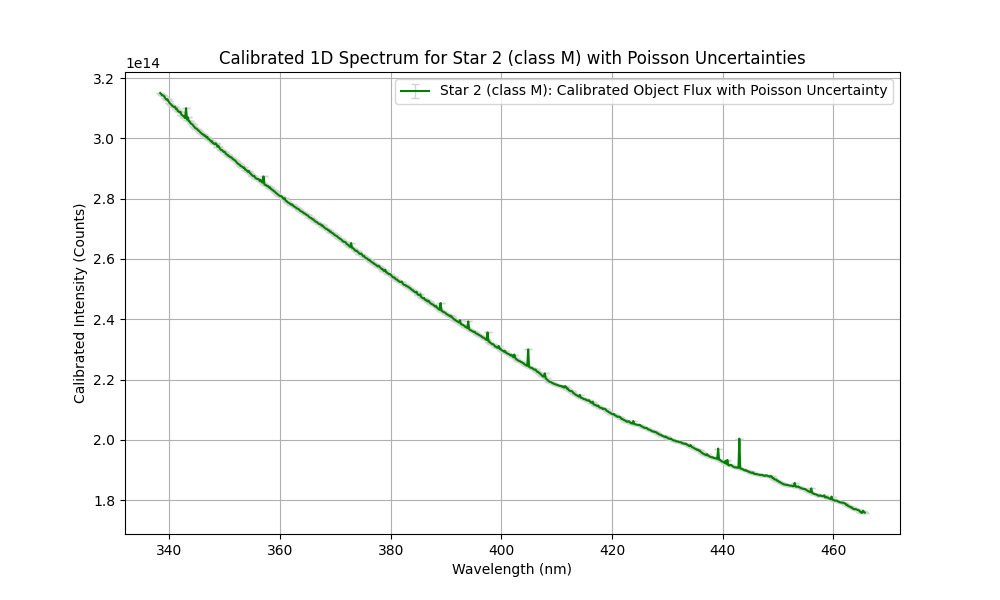 Calibrated 1D Spectrum for Star 2 (class M) with Poisson Uncertainties
1e14
Star 2 (class M): Calibrated Object Flux with Poisson Uncertainty
3.2
3.0
2.8
2.6
2.4
2.2
2.0
1.8
Calibrated Intensity (Counts)
340 360 380 400 420 440 460
Wavelength (nm)